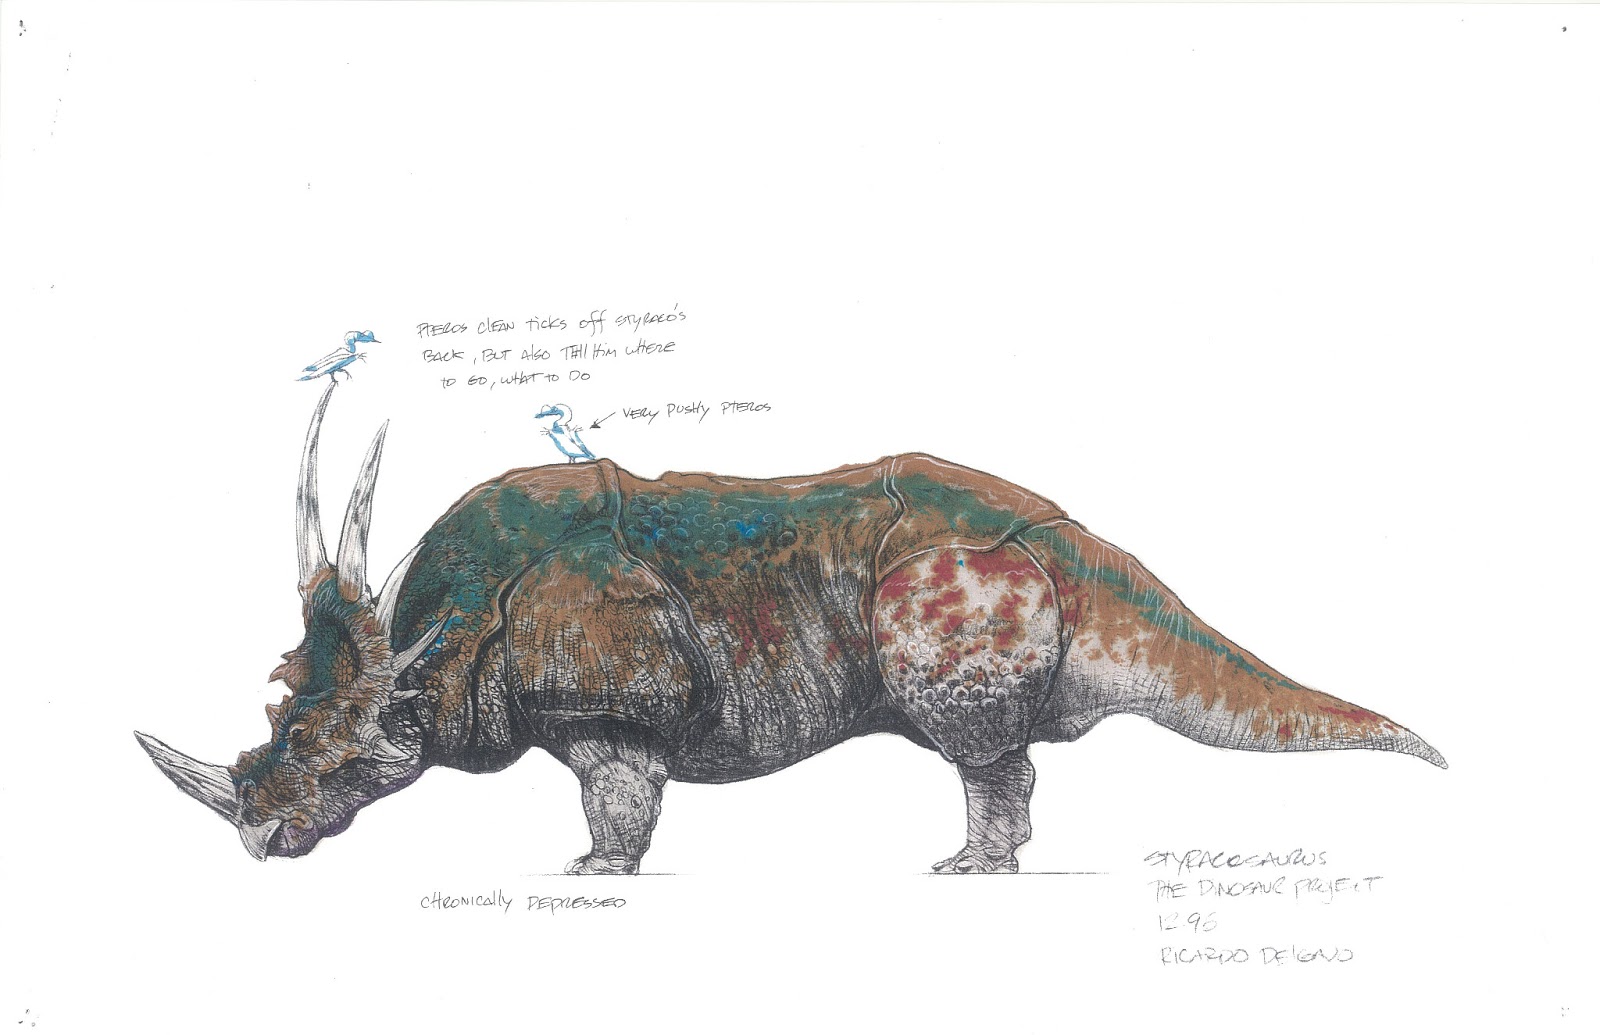 PTEROS CLEAN TICKS OFF STYRACO'S
BACK, BUT ALSO TELL HIM WHERE
TO GO, WHAT TO DO
VERY PUSHY PTEROS
CHRONICALLY DEPRESSED
STYRACOSAURUS
THE DINOSAUR PROJECT
12.96
RICARDO DELGADO